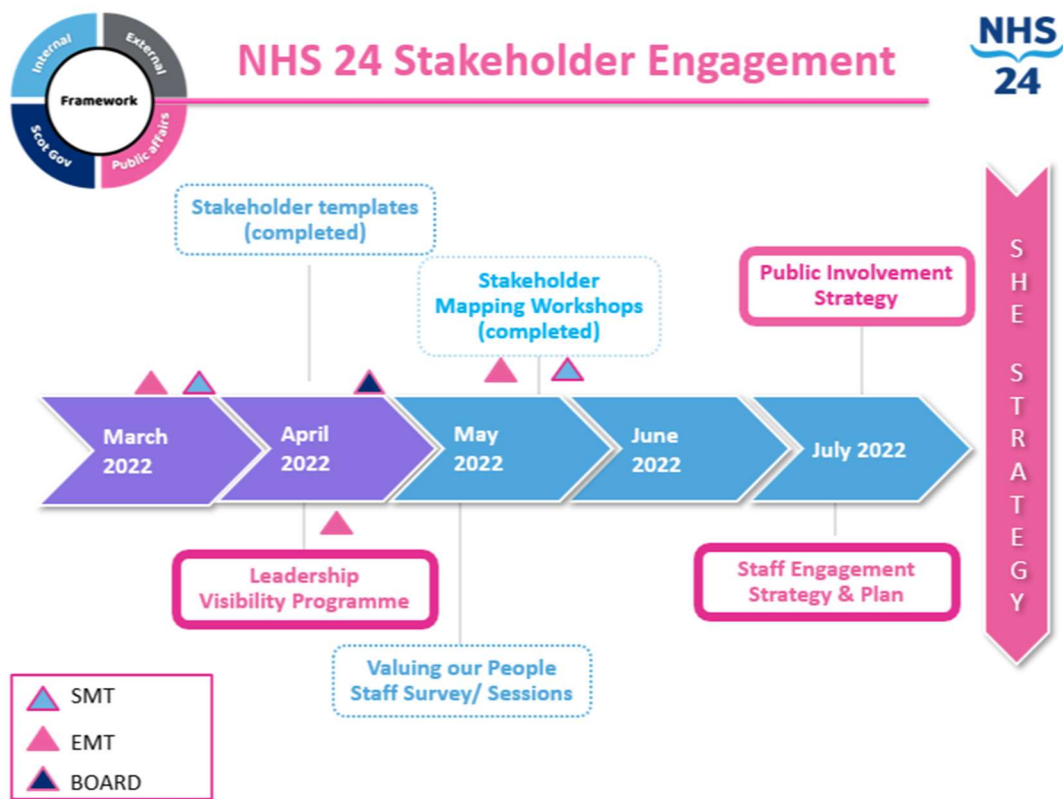 Internal
External
Framework
Scot Gov
Public affairs
NHS 24 Stakeholder Engagement
NHS
24
Stakeholder templates
(completed)
Stakeholder
Mapping Workshops
(completed)
Public Involvement
Strategy
March
2022
April
2022
May
2022
June
2022
July 2022
Leadership
Visibility Programme
Staff Engagement
Strategy & Plan
Valuing our People
Staff Survey/ Sessions
SHE STRATEGY
SMT
EMT
BOARD